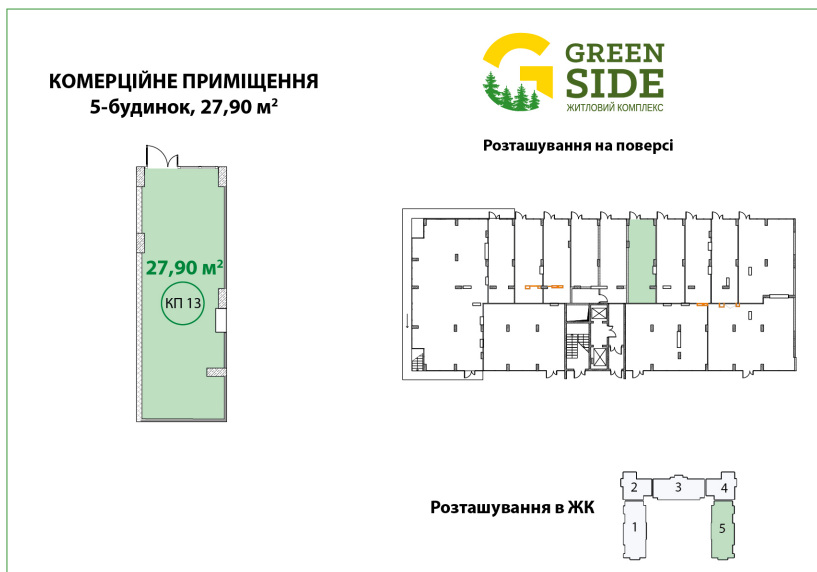 КОМЕРЦІЙНЕ ПРИМІЩЕННЯ
5-будинок, 27,90 м²
27,90 м²
КП 13
GREEN
SIDE
ЖИТЛОВИЙ КОМПЛЕКС
Розташування на поверсі
Розташування в ЖК
2 3 4
1 5